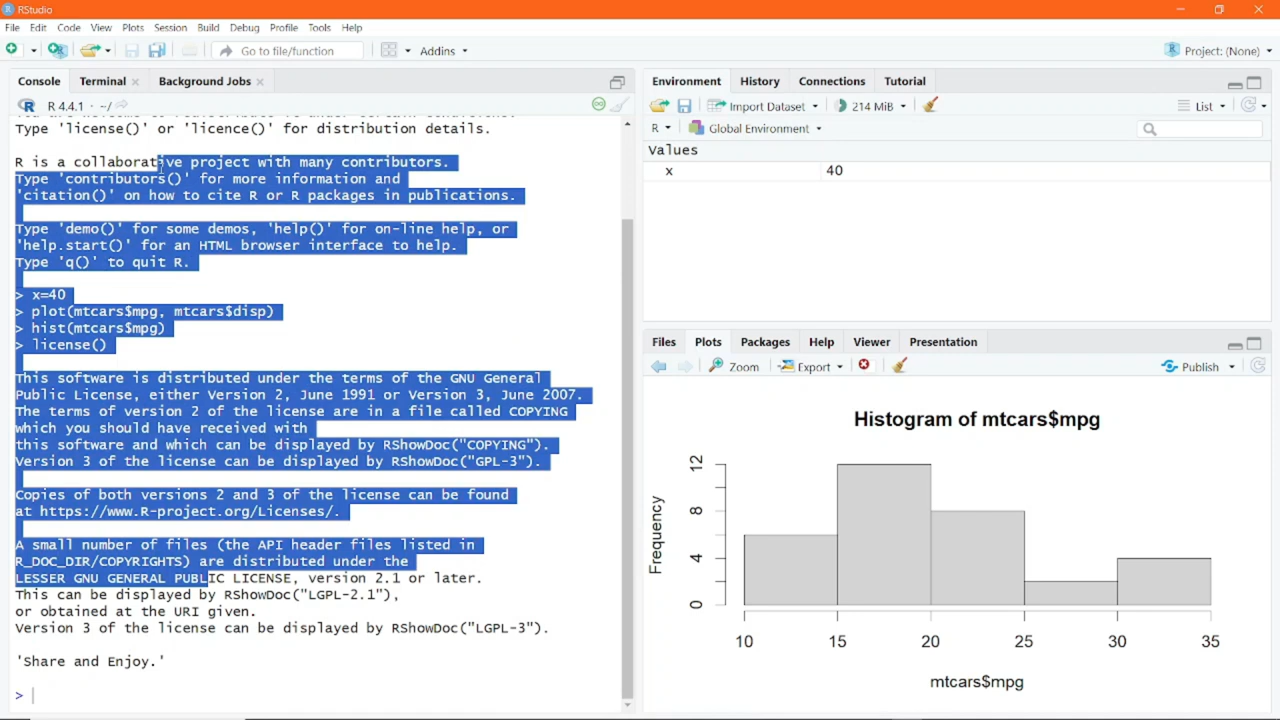 RStudio
File Edit Code View Plots Session Build Debug Profile Tools Help
Go to file/function Addins Project: (None)
Console Terminal Background Jobs
R 4.4.1 · ~/
Type 'license()' or 'licence()' for distribution details.
R is a collaborative project with many contributors.
Type 'contributors()' for more information and
'citation()' on how to cite R or R packages in publications.
Type 'demo()' for some demos, 'help()' for on-line help, or
'help.start()' for an HTML browser interface to help.
Type 'q()' to quit R.
> x=40
> plot(mtcars$mpg, mtcars$disp)
> hist(mtcars$mpg)
> license()
This software is distributed under the terms of the GNU General
Public License, either Version 2, June 1991 or Version 3, June 2007.
The terms of version 2 of the license are in a file called COPYING
which you should have received with
this software and which can be displayed by RShowDoc("COPYING").
Version 3 of the license can be displayed by RShowDoc("GPL-3").
Copies of both versions 2 and 3 of the license can be found
at https://www.R-project.org/Licenses/.
A small number of files (the API header files listed in
R_DOC_DIR/COPYRIGHTS) are distributed under the
LESSER GNU GENERAL PUBLIC LICENSE, version 2.1 or later.
This can be displayed by RShowDoc("LGPL-2.1"),
or obtained at the URI given.
Version 3 of the license can be displayed by RShowDoc("LGPL-3").
'Share and Enjoy.'
>
Environment History Connections Tutorial
Import Dataset 214 MiB List
R Global Environment
Values
x 40
Files Plots Packages Help Viewer Presentation
Zoom Export Publish
Histogram of mtcars$mpg
Frequency
12
8
4
0
10 15 20 25 30 35
mtcars$mpg